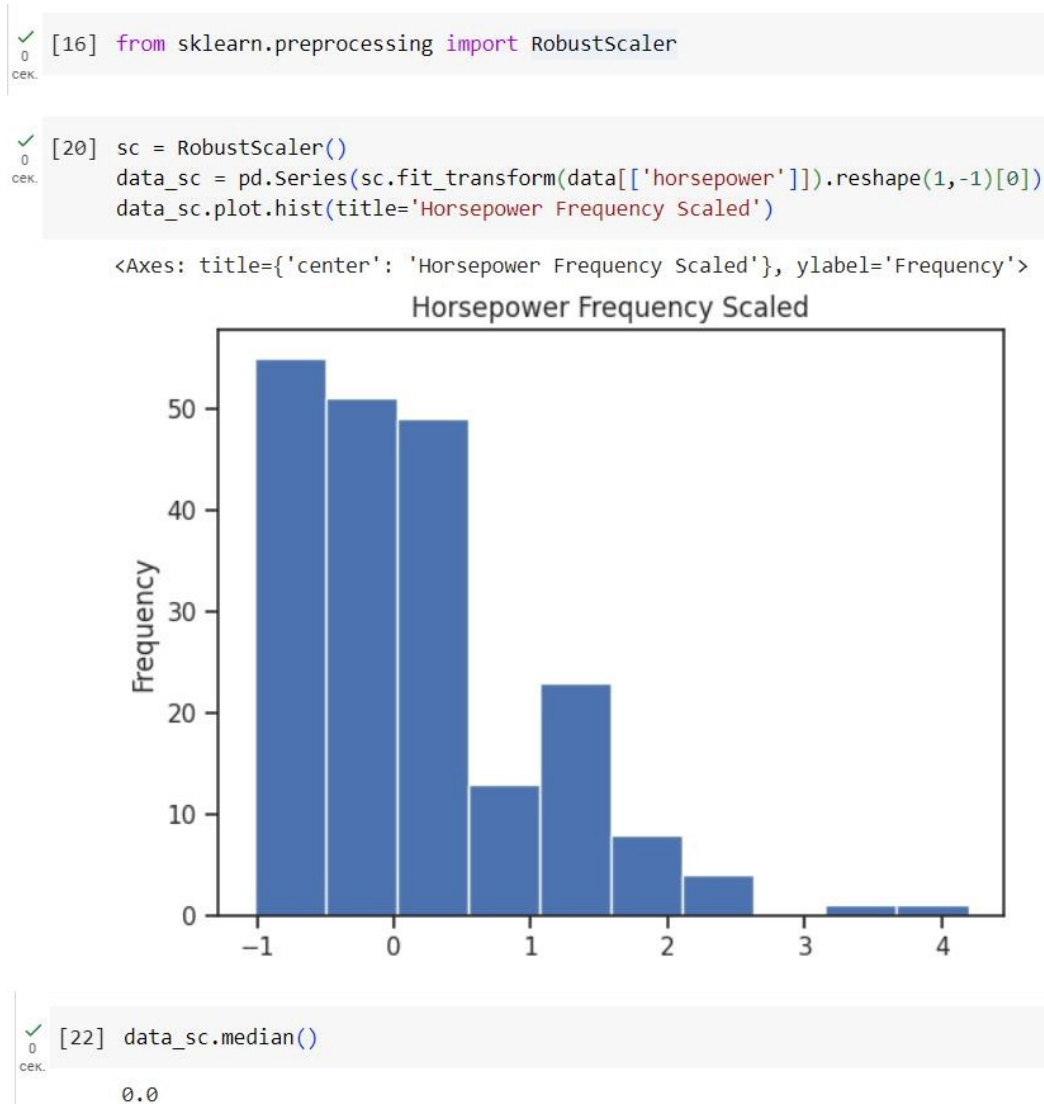 [16] from sklearn.preprocessing import RobustScaler
0
сек.
[20] sc = RobustScaler()
0
сек.
data_sc = pd.Series(sc.fit_transform(data[['horsepower']]).reshape(1,-1)[0])
data_sc.plot.hist(title='Horsepower Frequency Scaled')
<Axes: title={'center': 'Horsepower Frequency Scaled'}, ylabel='Frequency'>
Horsepower Frequency Scaled
50
40
30
20
10
0
Frequency
−1 0 1 2 3 4
[22] data_sc.median()
0
сек.
0.0